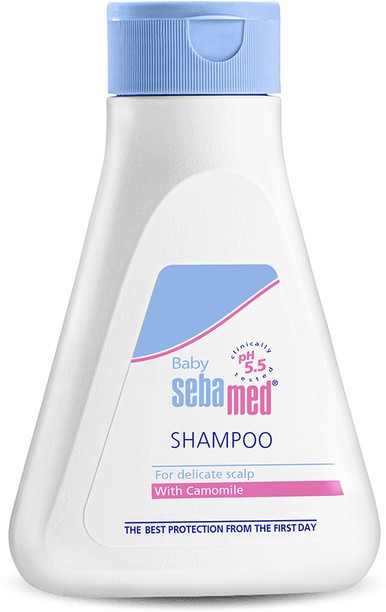 Baby
clinically
pH
5.5
tested
sebamed®
SHAMPOO
For delicate scalp
With Camomile
THE BEST PROTECTION FROM THE FIRST DAY